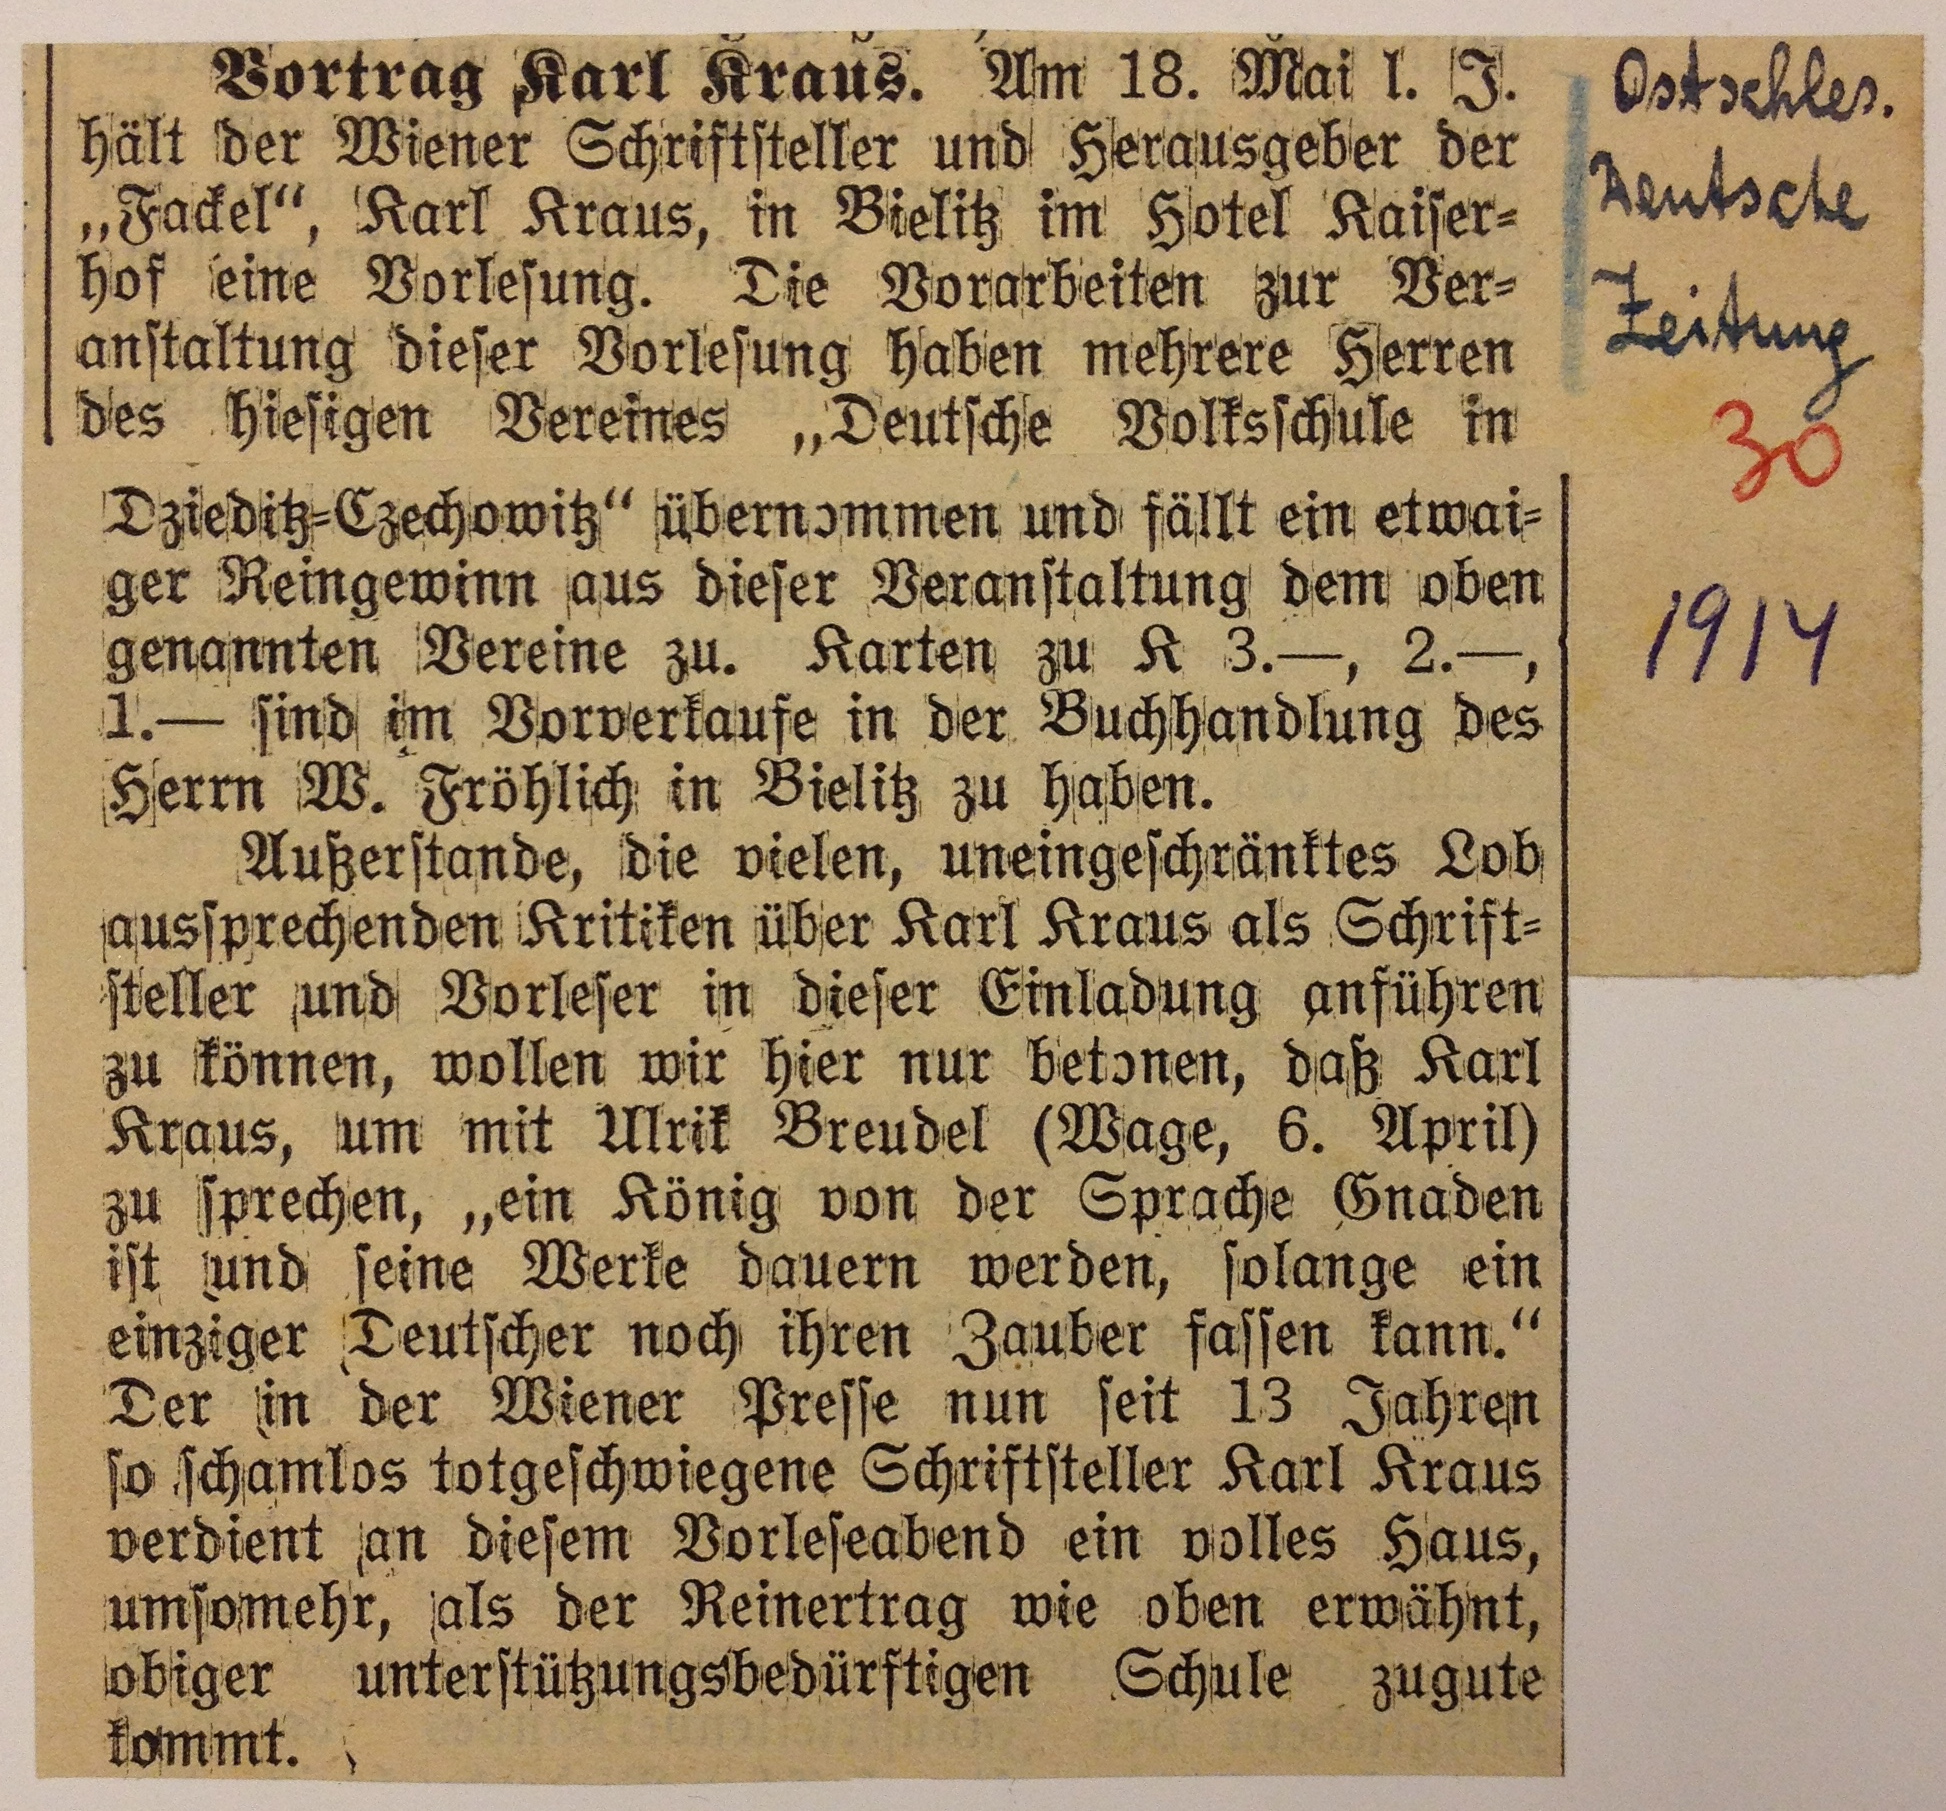 Vortrag Karl Kraus. Am 18. Mai l. J.
hält der Wiener Schriftsteller und Herausgeber der
„Fackel“, Karl Kraus, in Bielitz im Hotel Kaiser-
hof eine Vorlesung. Die Vorarbeiten zur Ver-
anstaltung dieser Vorlesung haben mehrere Herren
des hiesigen Vereines „Deutsche Volksschule in
Dzieditz-Czechowitz“ übernommen und fällt ein etwai-
ger Reingewinn aus dieser Veranstaltung dem oben
genannten Vereine zu. Karten zu K 3.—, 2.—,
1.— sind im Vorverkaufe in der Buchhandlung des
Herrn W. Fröhlich in Bielitz zu haben.
Außerstande, die vielen, uneingeschränktes Lob
aussprechenden Kritiken über Karl Kraus als Schrift-
steller und Vorleser in dieser Einladung anführen
zu können, wollen wir hier nur betonen, daß Karl
Kraus, um mit Ulrik Breudel (Wage, 6. April)
zu sprechen, „ein König von der Sprache Gnaden
ist und seine Werke dauern werden, solange ein
einziger Deutscher noch ihren Zauber fassen kann.“
Der in der Wiener Presse nun seit 13 Jahren
so schamlos totgeschwiegene Schriftsteller Karl Kraus
verdient an diesem Vorleseabend ein volles Haus,
umsomehr, als der Reinertrag wie oben erwähnt,
obiger unterstützungsbedürftigen Schule zugute
kommt.
Ostschles.
Deutsche
Zeitung
30
1914